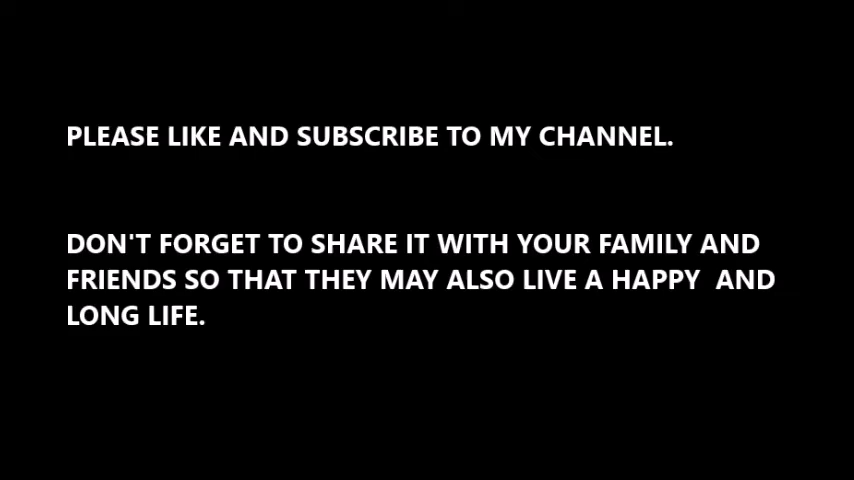 PLEASE LIKE AND SUBSCRIBE TO MY CHANNEL.
DON'T FORGET TO SHARE IT WITH YOUR FAMILY AND
FRIENDS SO THAT THEY MAY ALSO LIVE A HAPPY  AND
LONG LIFE.